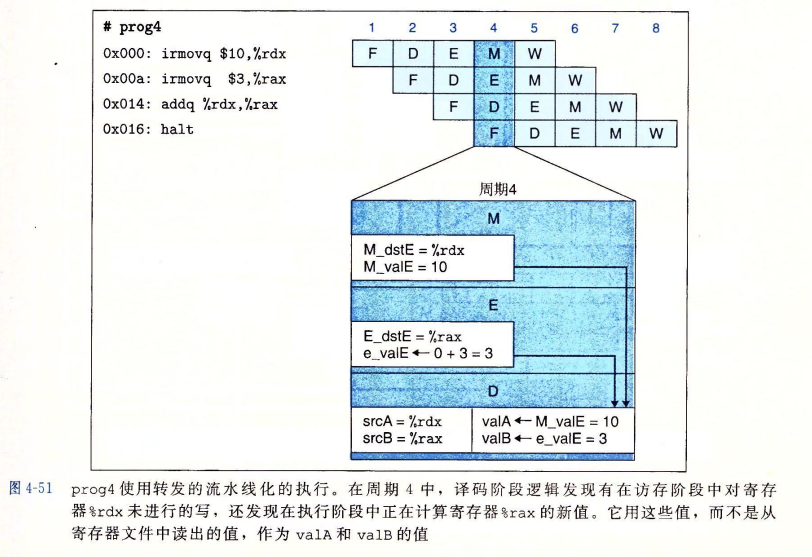 # prog4
1 2 3 4 5 6 7 8
0x000: irmovq $10,%rdx
F D E M W
0x00a: irmovq $3,%rax
F D E M W
0x014: addq %rdx,%rax
F D E M W
0x016: halt
F D E M W
周期4
M
M_dstE = %rdx
M_valE = 10
E
E_dstE = %rax
e_valE ← 0 + 3 = 3
D
srcA = %rdx
srcB = %rax
valA ← M_valE = 10
valB ← e_valE = 3
图 4-51 prog4 使用转发的流水线化的执行。在周期 4 中，译码阶段逻辑发现有在访存阶段中对寄存
器%rdx 未进行的写，还发现在执行阶段中正在计算寄存器%rax 的新值。它用这些值，而不是从
寄存器文件中读出的值，作为 valA 和 valB 的值